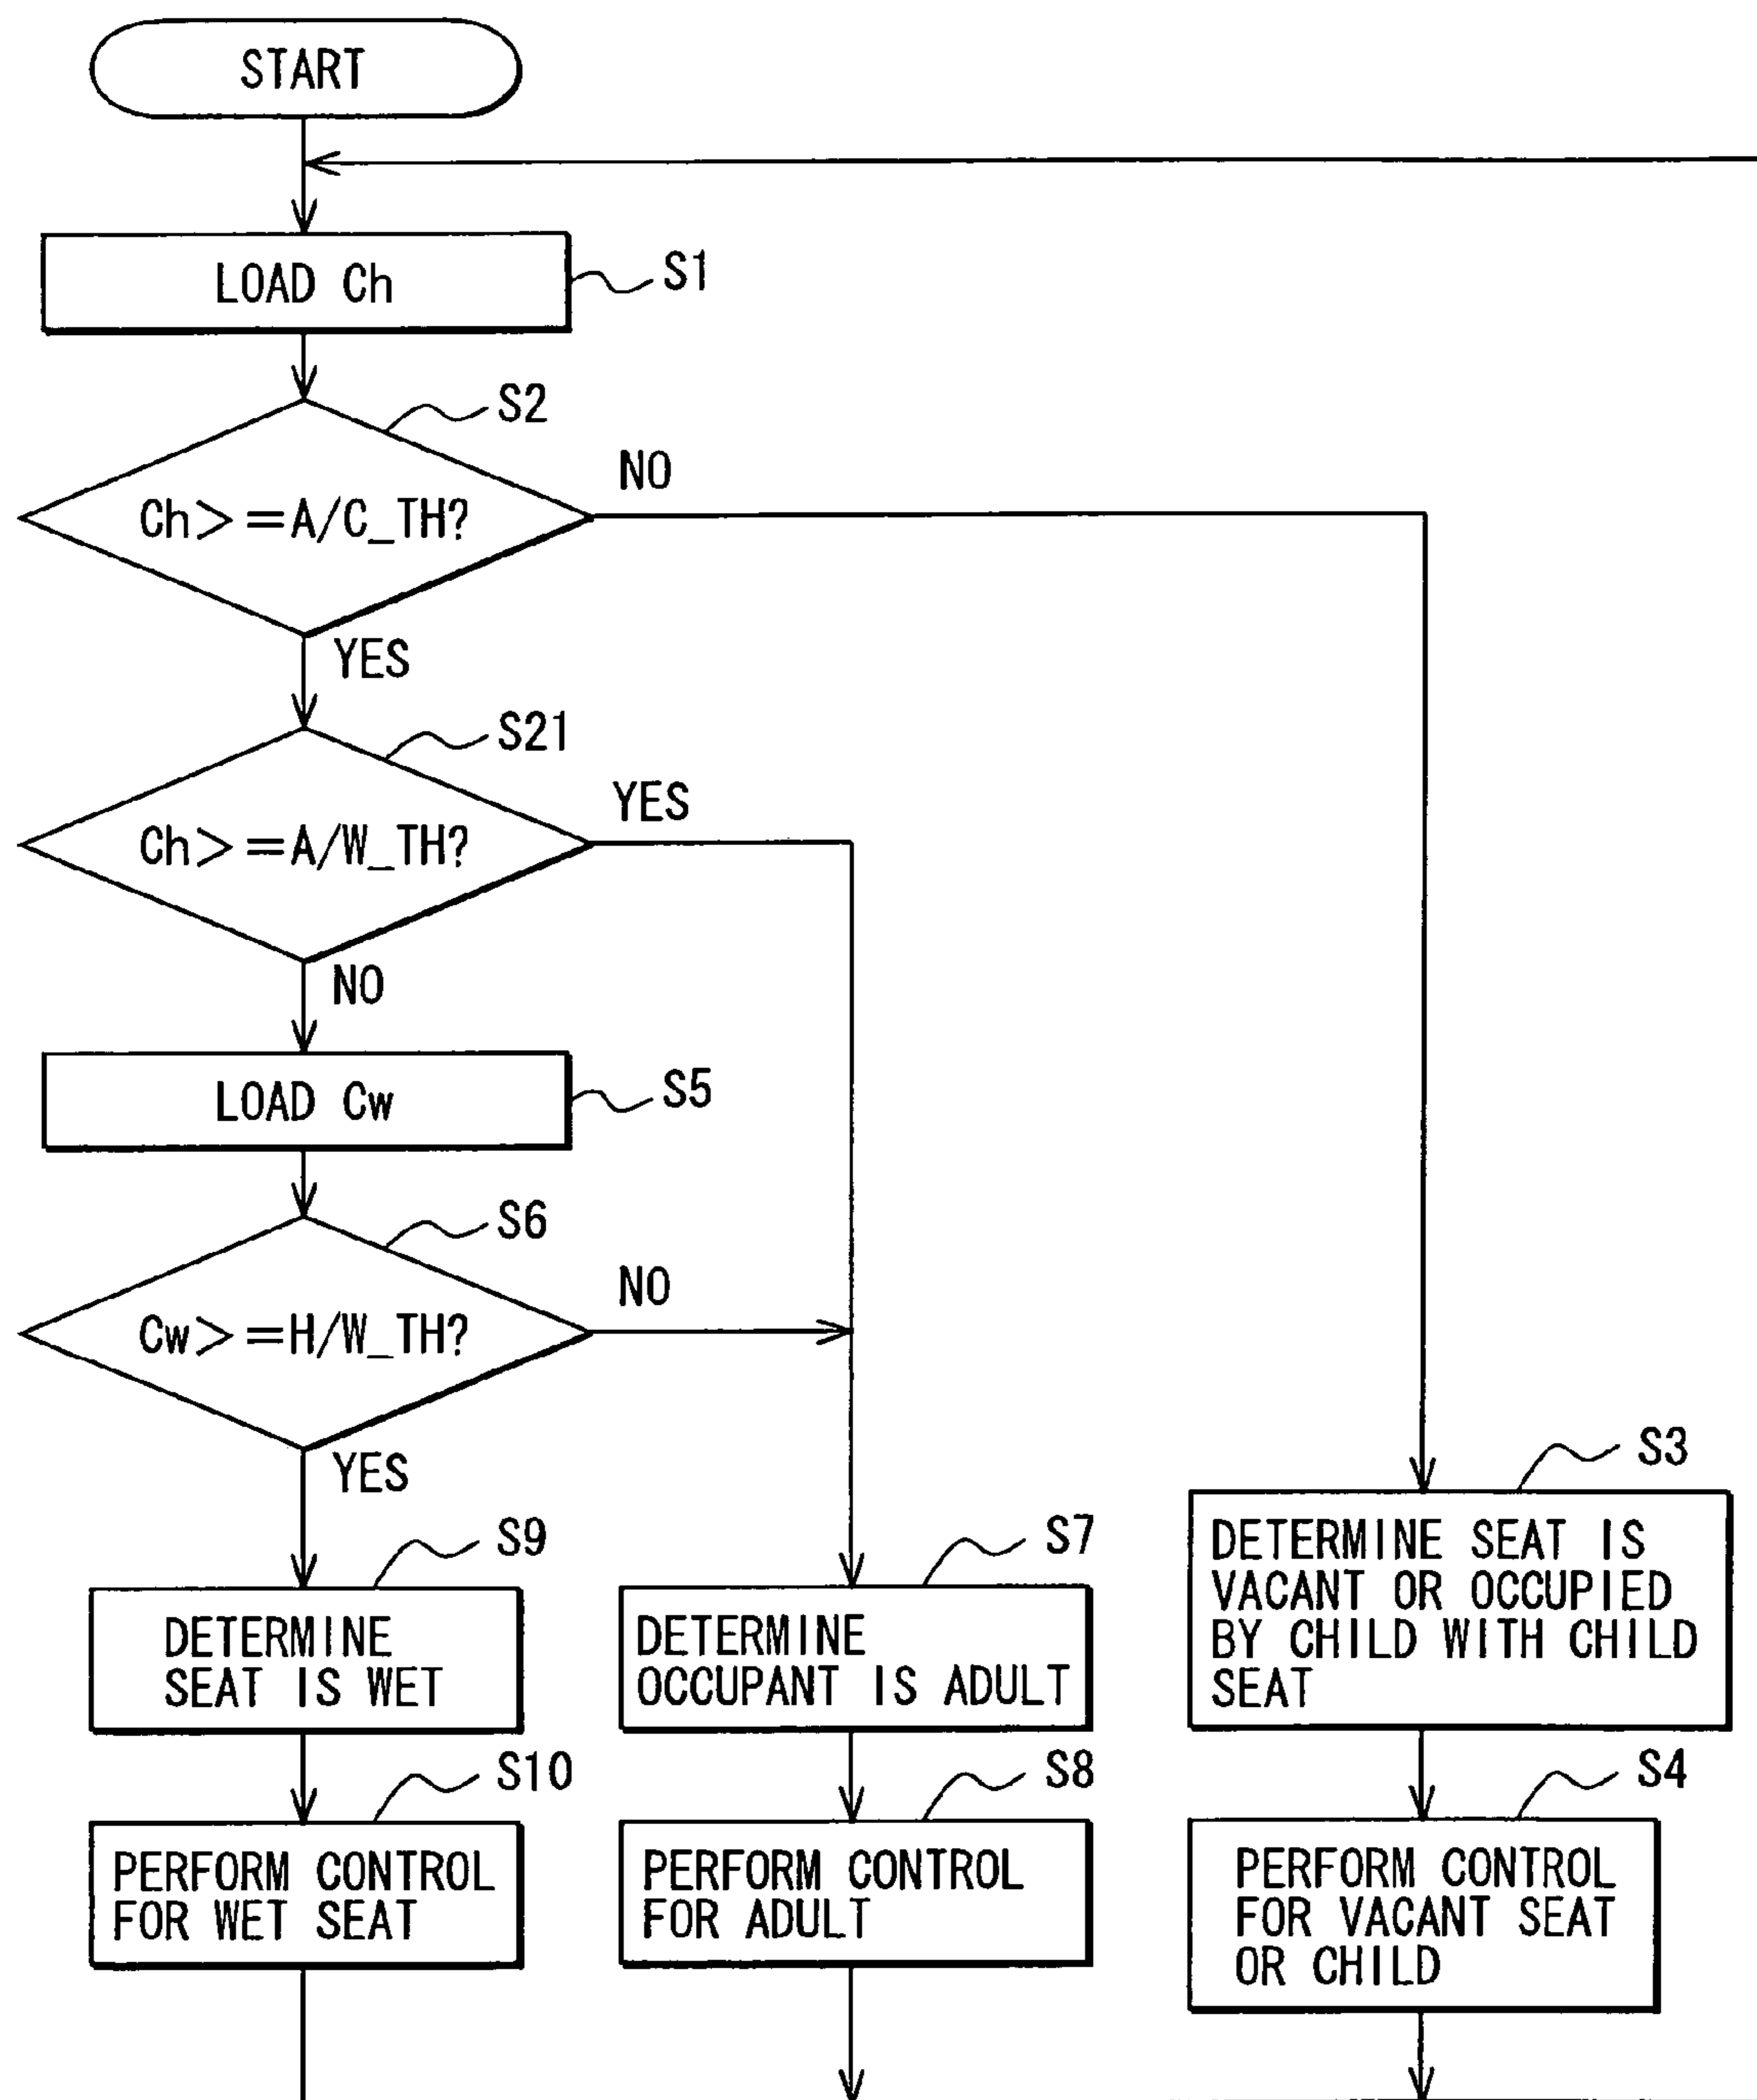 START
LOAD Ch
S1
S2
Ch>=A/C_TH?
NO
YES
S21
Ch>=A/W_TH?
YES
NO
LOAD Cw
S5
S6
Cw>=H/W_TH?
NO
YES
S9
DETERMINE
SEAT IS WET
S10
PERFORM CONTROL
FOR WET SEAT
S7
DETERMINE
OCCUPANT IS ADULT
S8
PERFORM CONTROL
FOR ADULT
S3
DETERMINE SEAT IS
VACANT OR OCCUPIED
BY CHILD WITH CHILD
SEAT
S4
PERFORM CONTROL
FOR VACANT SEAT
OR CHILD